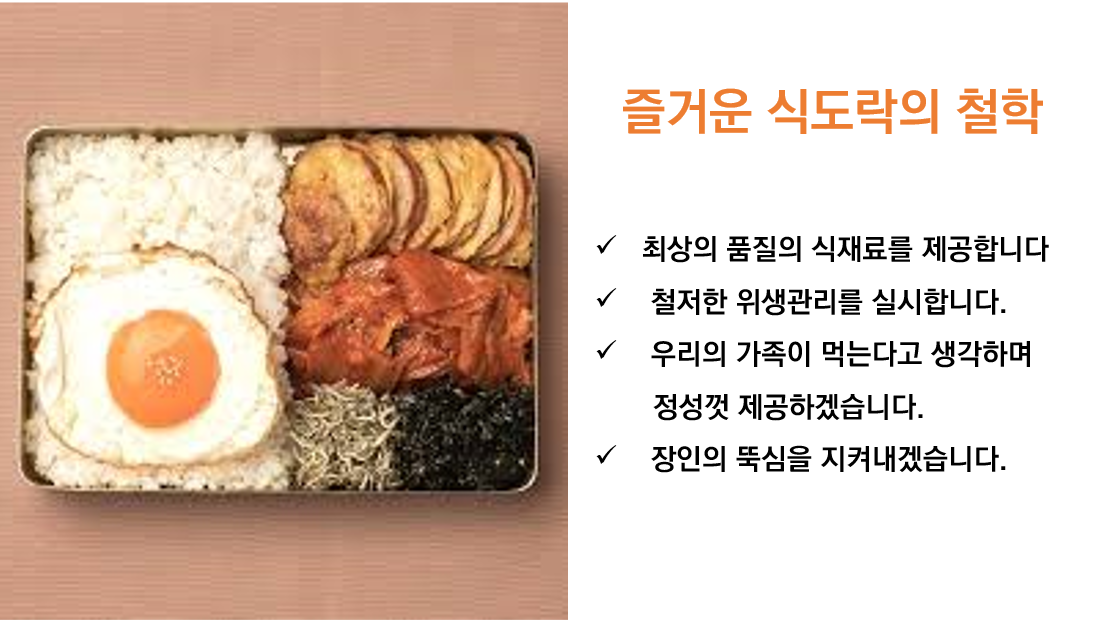 즐거운 식도락의 철학
✓ 최상의 품질의 식재료를 제공합니다
✓ 철저한 위생관리를 실시합니다.
✓ 우리의 가족이 먹는다고 생각하며
정성껏 제공하겠습니다.
✓ 장인의 뚝심을 지켜내겠습니다.